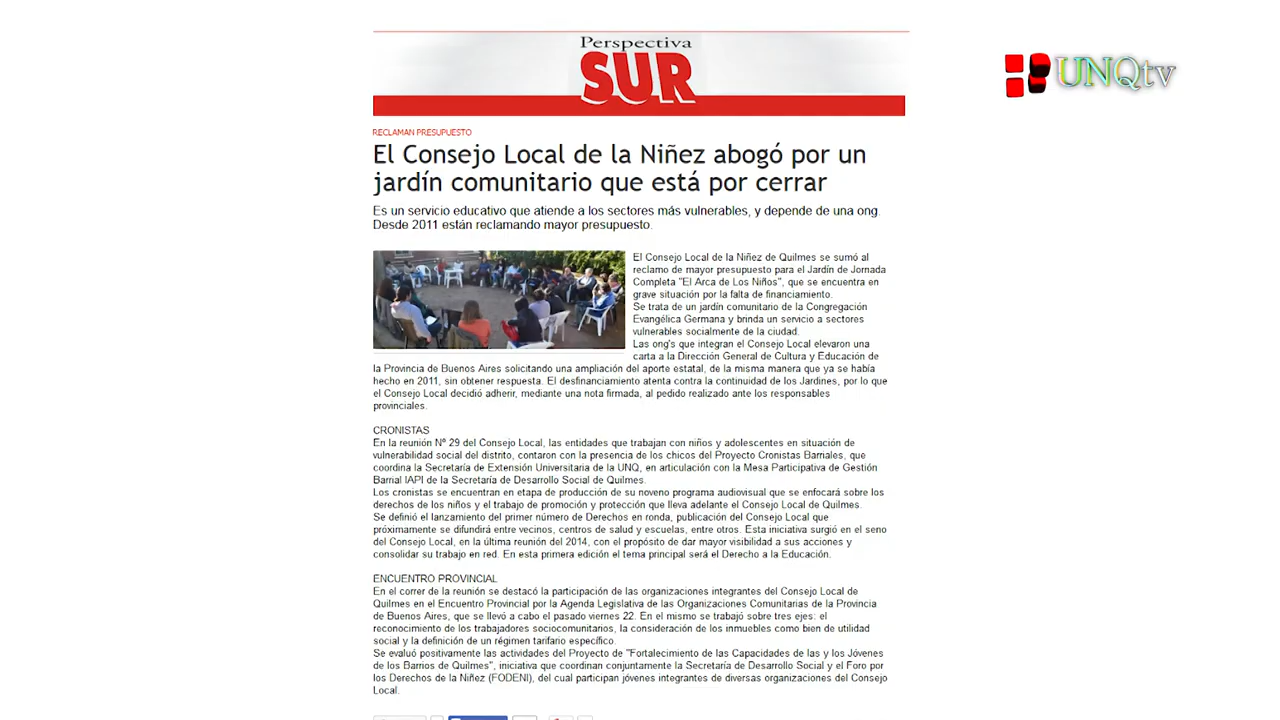 Perspectiva
SUR
UNQtv
RECLAMAN PRESUPUESTO
El Consejo Local de la Niñez abogó por un
jardín comunitario que está por cerrar
Es un servicio educativo que atiende a los sectores más vulnerables, y depende de una ong.
Desde 2011 están reclamando mayor presupuesto.
El Consejo Local de la Niñez de Quilmes se sumó al
reclamo de mayor presupuesto para el Jardín de Jornada
Completa "El Arca de Los Niños", que se encuentra en
grave situación por la falta de financiamiento.
Se trata de un jardín comunitario de la Congregación
Evangélica Germana y brinda un servicio a sectores
vulnerables socialmente de la ciudad.
Las ong's que integran el Consejo Local elevaron una
carta a la Dirección General de Cultura y Educación de
la Provincia de Buenos Aires solicitando una ampliación del aporte estatal, de la misma manera que ya se había
hecho en 2011, sin obtener respuesta. El desfinanciamiento atenta contra la continuidad de los Jardines, por lo que
el Consejo Local decidió adherir, mediante una nota firmada, al pedido realizado ante los responsables
provinciales.
CRONISTAS
En la reunión Nº 29 del Consejo Local, las entidades que trabajan con niños y adolescentes en situación de
vulnerabilidad social del distrito, contaron con la presencia de los chicos del Proyecto Cronistas Barriales, que
coordina la Secretaría de Extensión Universitaria de la UNQ, en articulación con la Mesa Participativa de Gestión
Barrial IAPI de la Secretaría de Desarrollo Social de Quilmes.
Los cronistas se encuentran en etapa de producción de su noveno programa audiovisual que se enfocará sobre los
derechos de los niños y el trabajo de promoción y protección que lleva adelante el Consejo Local de Quilmes.
Se definió el lanzamiento del primer número de Derechos en ronda, publicación del Consejo Local que
próximamente se difundirá entre vecinos, centros de salud y escuelas, entre otros. Esta iniciativa surgió en el seno
del Consejo Local, en la última reunión del 2014, con el propósito de dar mayor visibilidad a sus acciones y
consolidar su trabajo en red. En esta primera edición el tema principal será el Derecho a la Educación.
ENCUENTRO PROVINCIAL
En el correr de la reunión se destacó la participación de las organizaciones integrantes del Consejo Local de
Quilmes en el Encuentro Provincial por la Agenda Legislativa de las Organizaciones Comunitarias de la Provincia
de Buenos Aires, que se llevó a cabo el pasado viernes 22. En el mismo se trabajó sobre tres ejes: el
reconocimiento de los trabajadores sociocomunitarios, la consideración de los inmuebles como bien de utilidad
social y la definición de un régimen tarifario específico.
Se evaluó positivamente las actividades del Proyecto de "Fortalecimiento de las Capacidades de las y los Jóvenes
de los Barrios de Quilmes", iniciativa que coordinan conjuntamente la Secretaría de Desarrollo Social y el Foro por
los Derechos de la Niñez (FODENI), del cual participan jóvenes integrantes de diversas organizaciones del Consejo
Local.